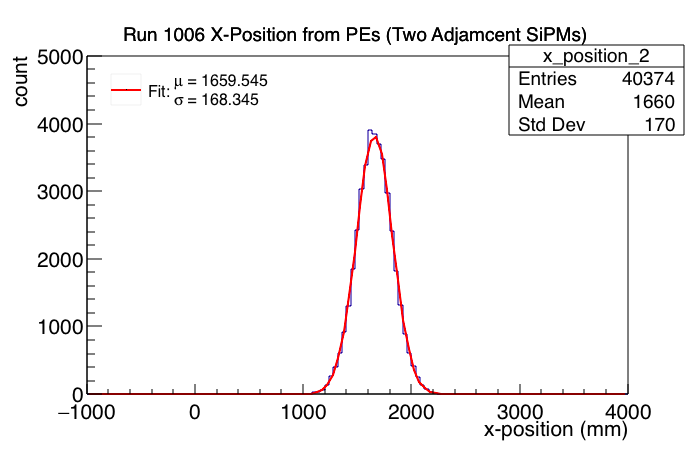 Run 1006 X-Position from PEs (Two Adjamcent SiPMs)
x_position_2
Entries 40374
Mean 1660
Std Dev 170
Fit: μ = 1659.545
σ = 168.345
count
5000
4000
3000
2000
1000
0
−1000 0 1000 2000 3000 4000
x-position (mm)